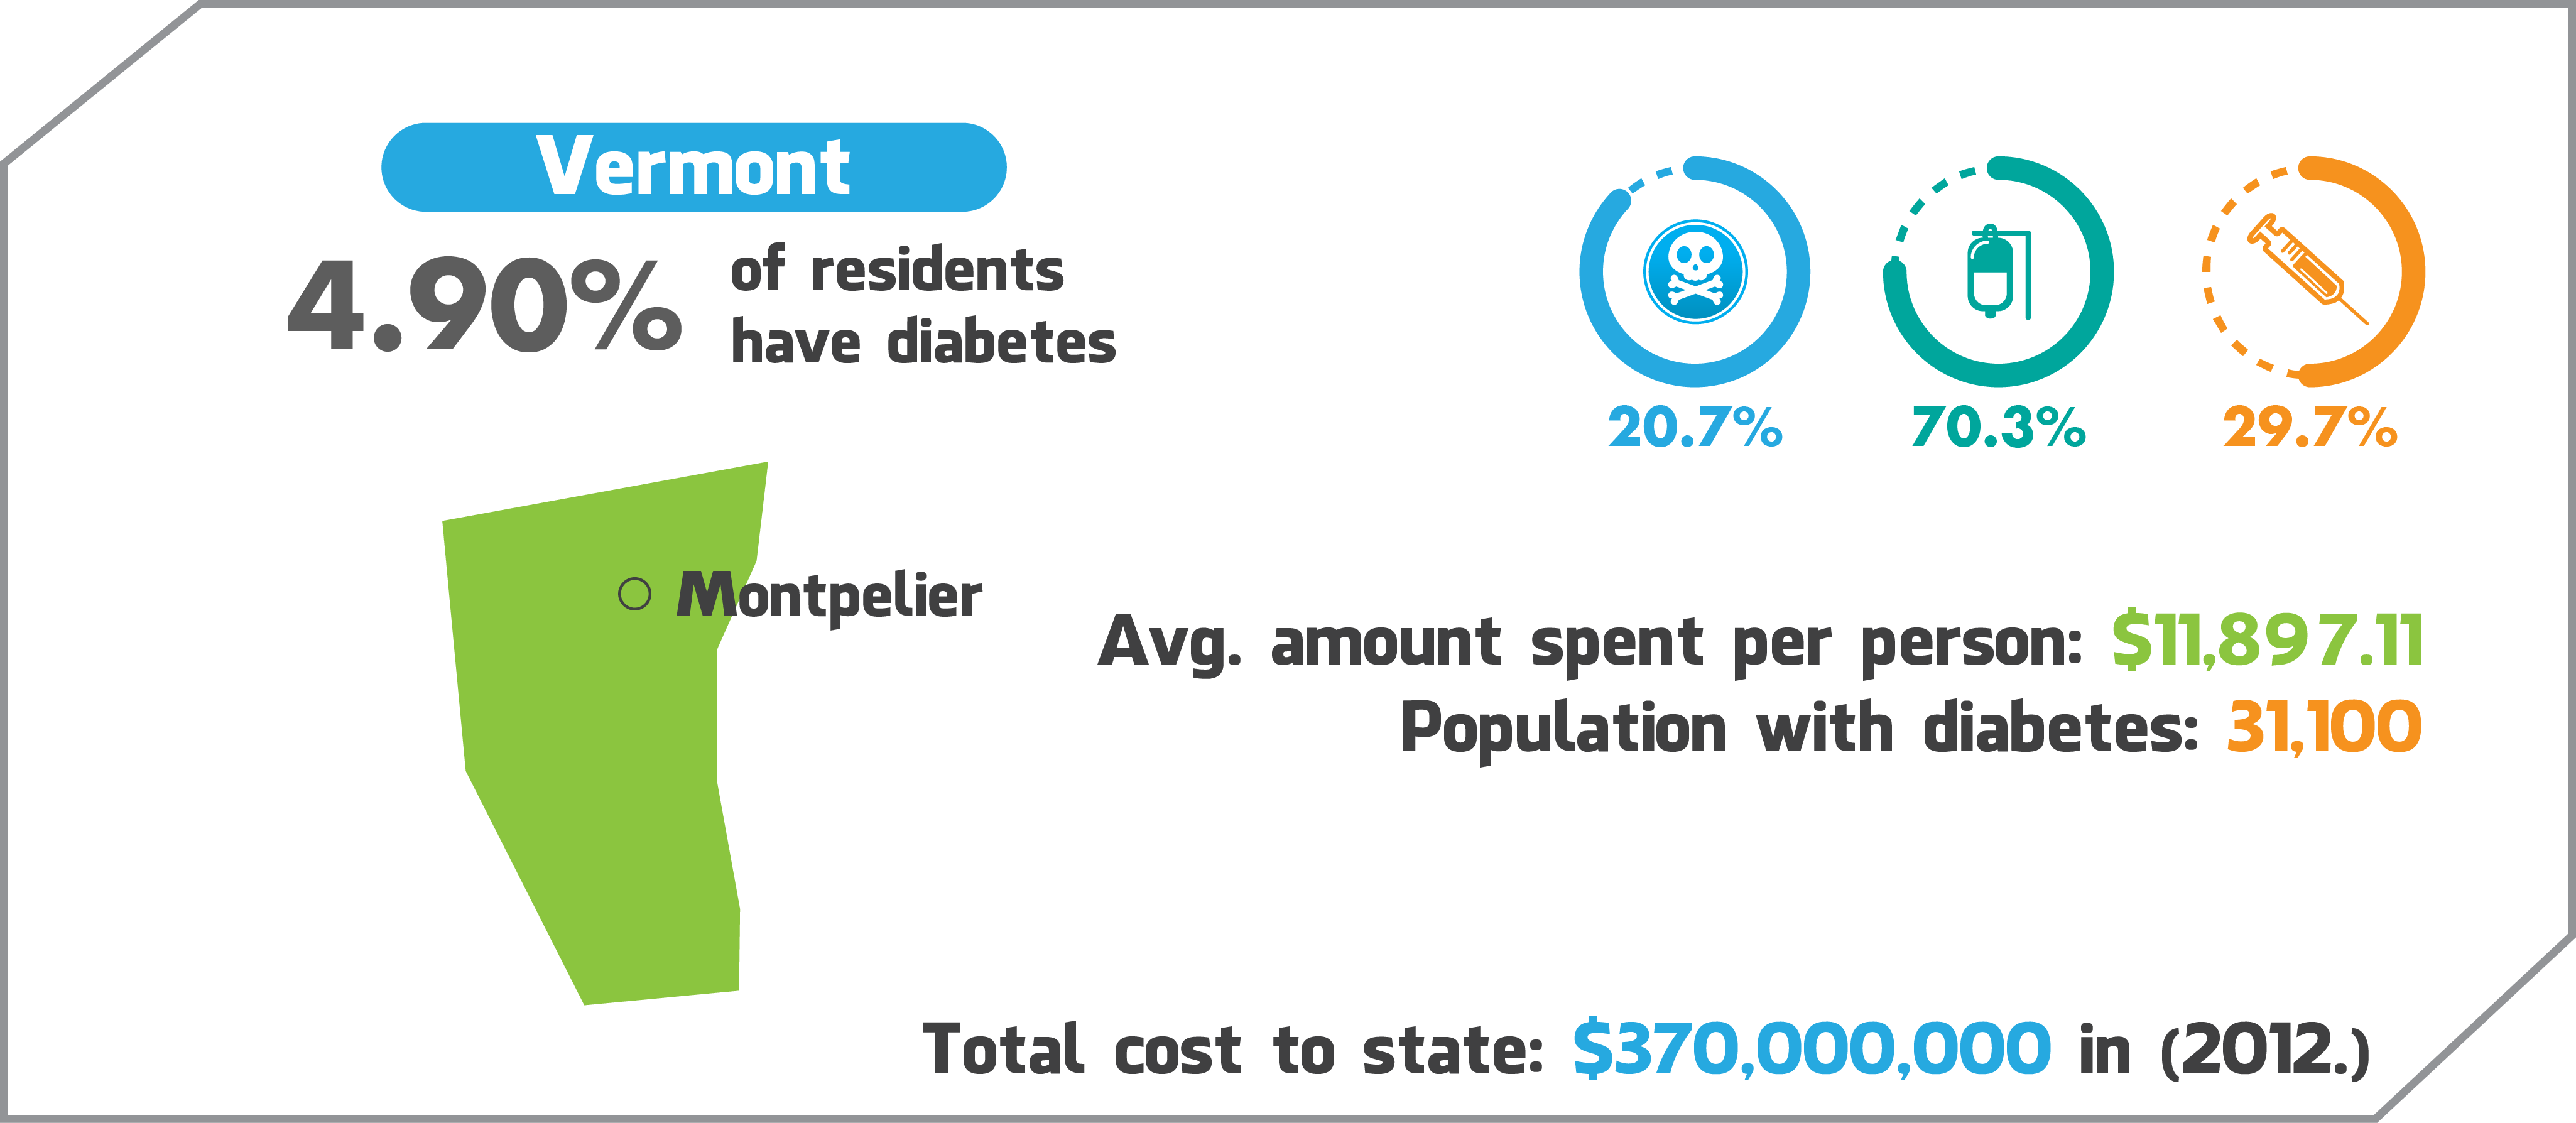 Vermont
4.90%
of residents
have diabetes
20.7%
70.3%
29.7%
Montpelier
Avg. amount spent per person: $11,897.11
Population with diabetes: 31,100
Total cost to state: $370,000,000 in (2012.)